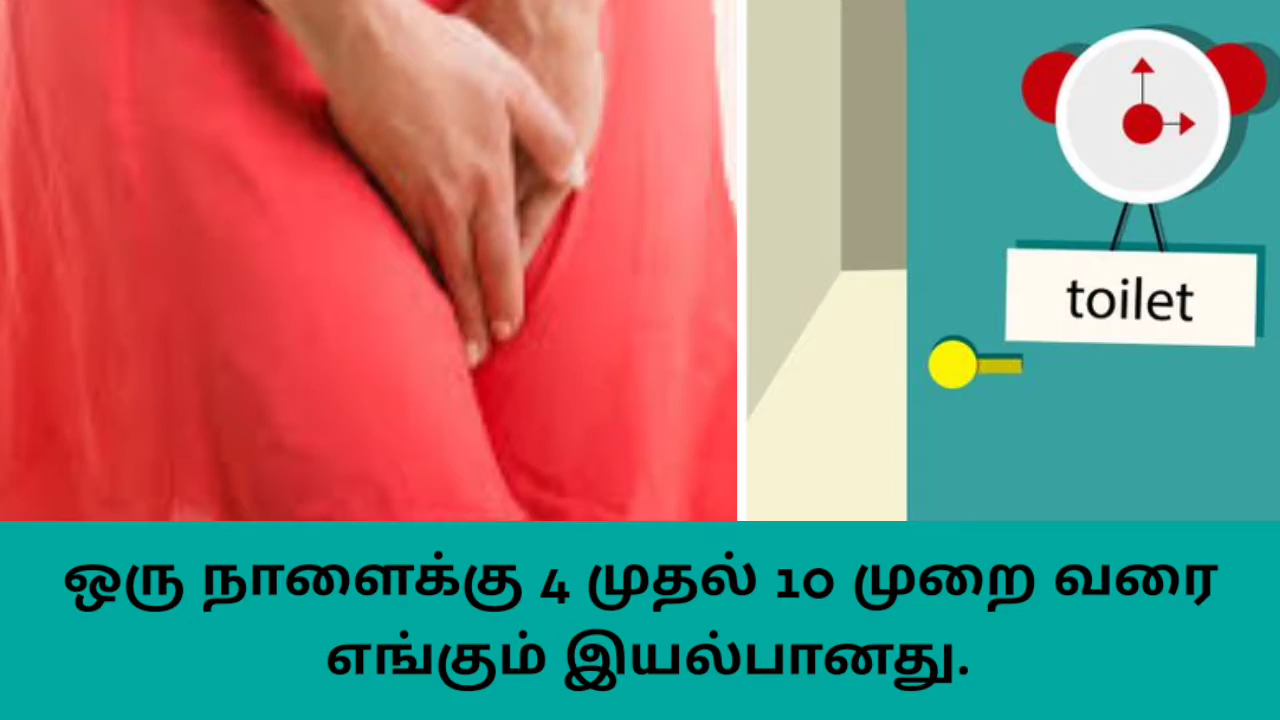 toilet
ஒரு நாளைக்கு 4 முதல் 10 முறை வரை
எங்கும் இயல்பானது.